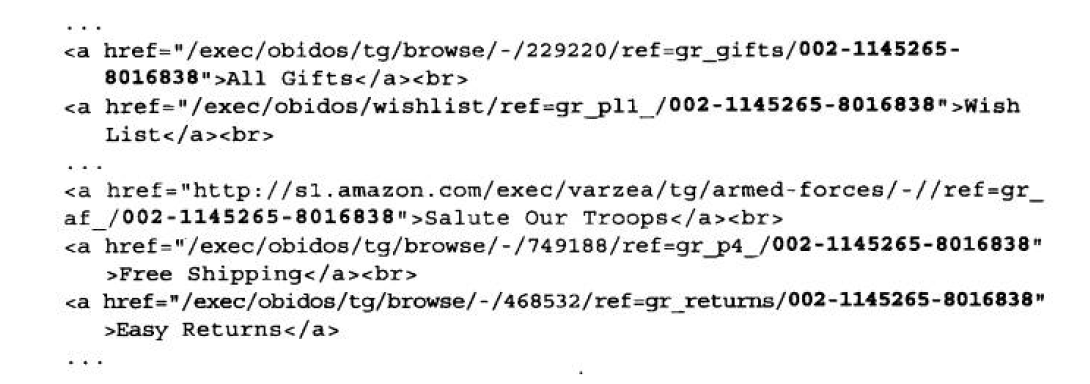 ...
<a href="/exec/obidos/tg/browse/-/229220/ref=gr_gifts/002-1145265-
8016838">All Gifts</a><br>
<a href="/exec/obidos/wishlist/ref=gr_pl1_/002-1145265-8016838">Wish
List</a><br>
...
<a href="http://s1.amazon.com/exec/varzea/tg/armed-forces/-//ref=gr_
af_/002-1145265-8016838">Salute Our Troops</a><br>
<a href="/exec/obidos/tg/browse/-/749188/ref=gr_p4_/002-1145265-8016838"
>Free Shipping</a><br>
<a href="/exec/obidos/tg/browse/-/468532/ref=gr_returns/002-1145265-8016838"
>Easy Returns</a>
...